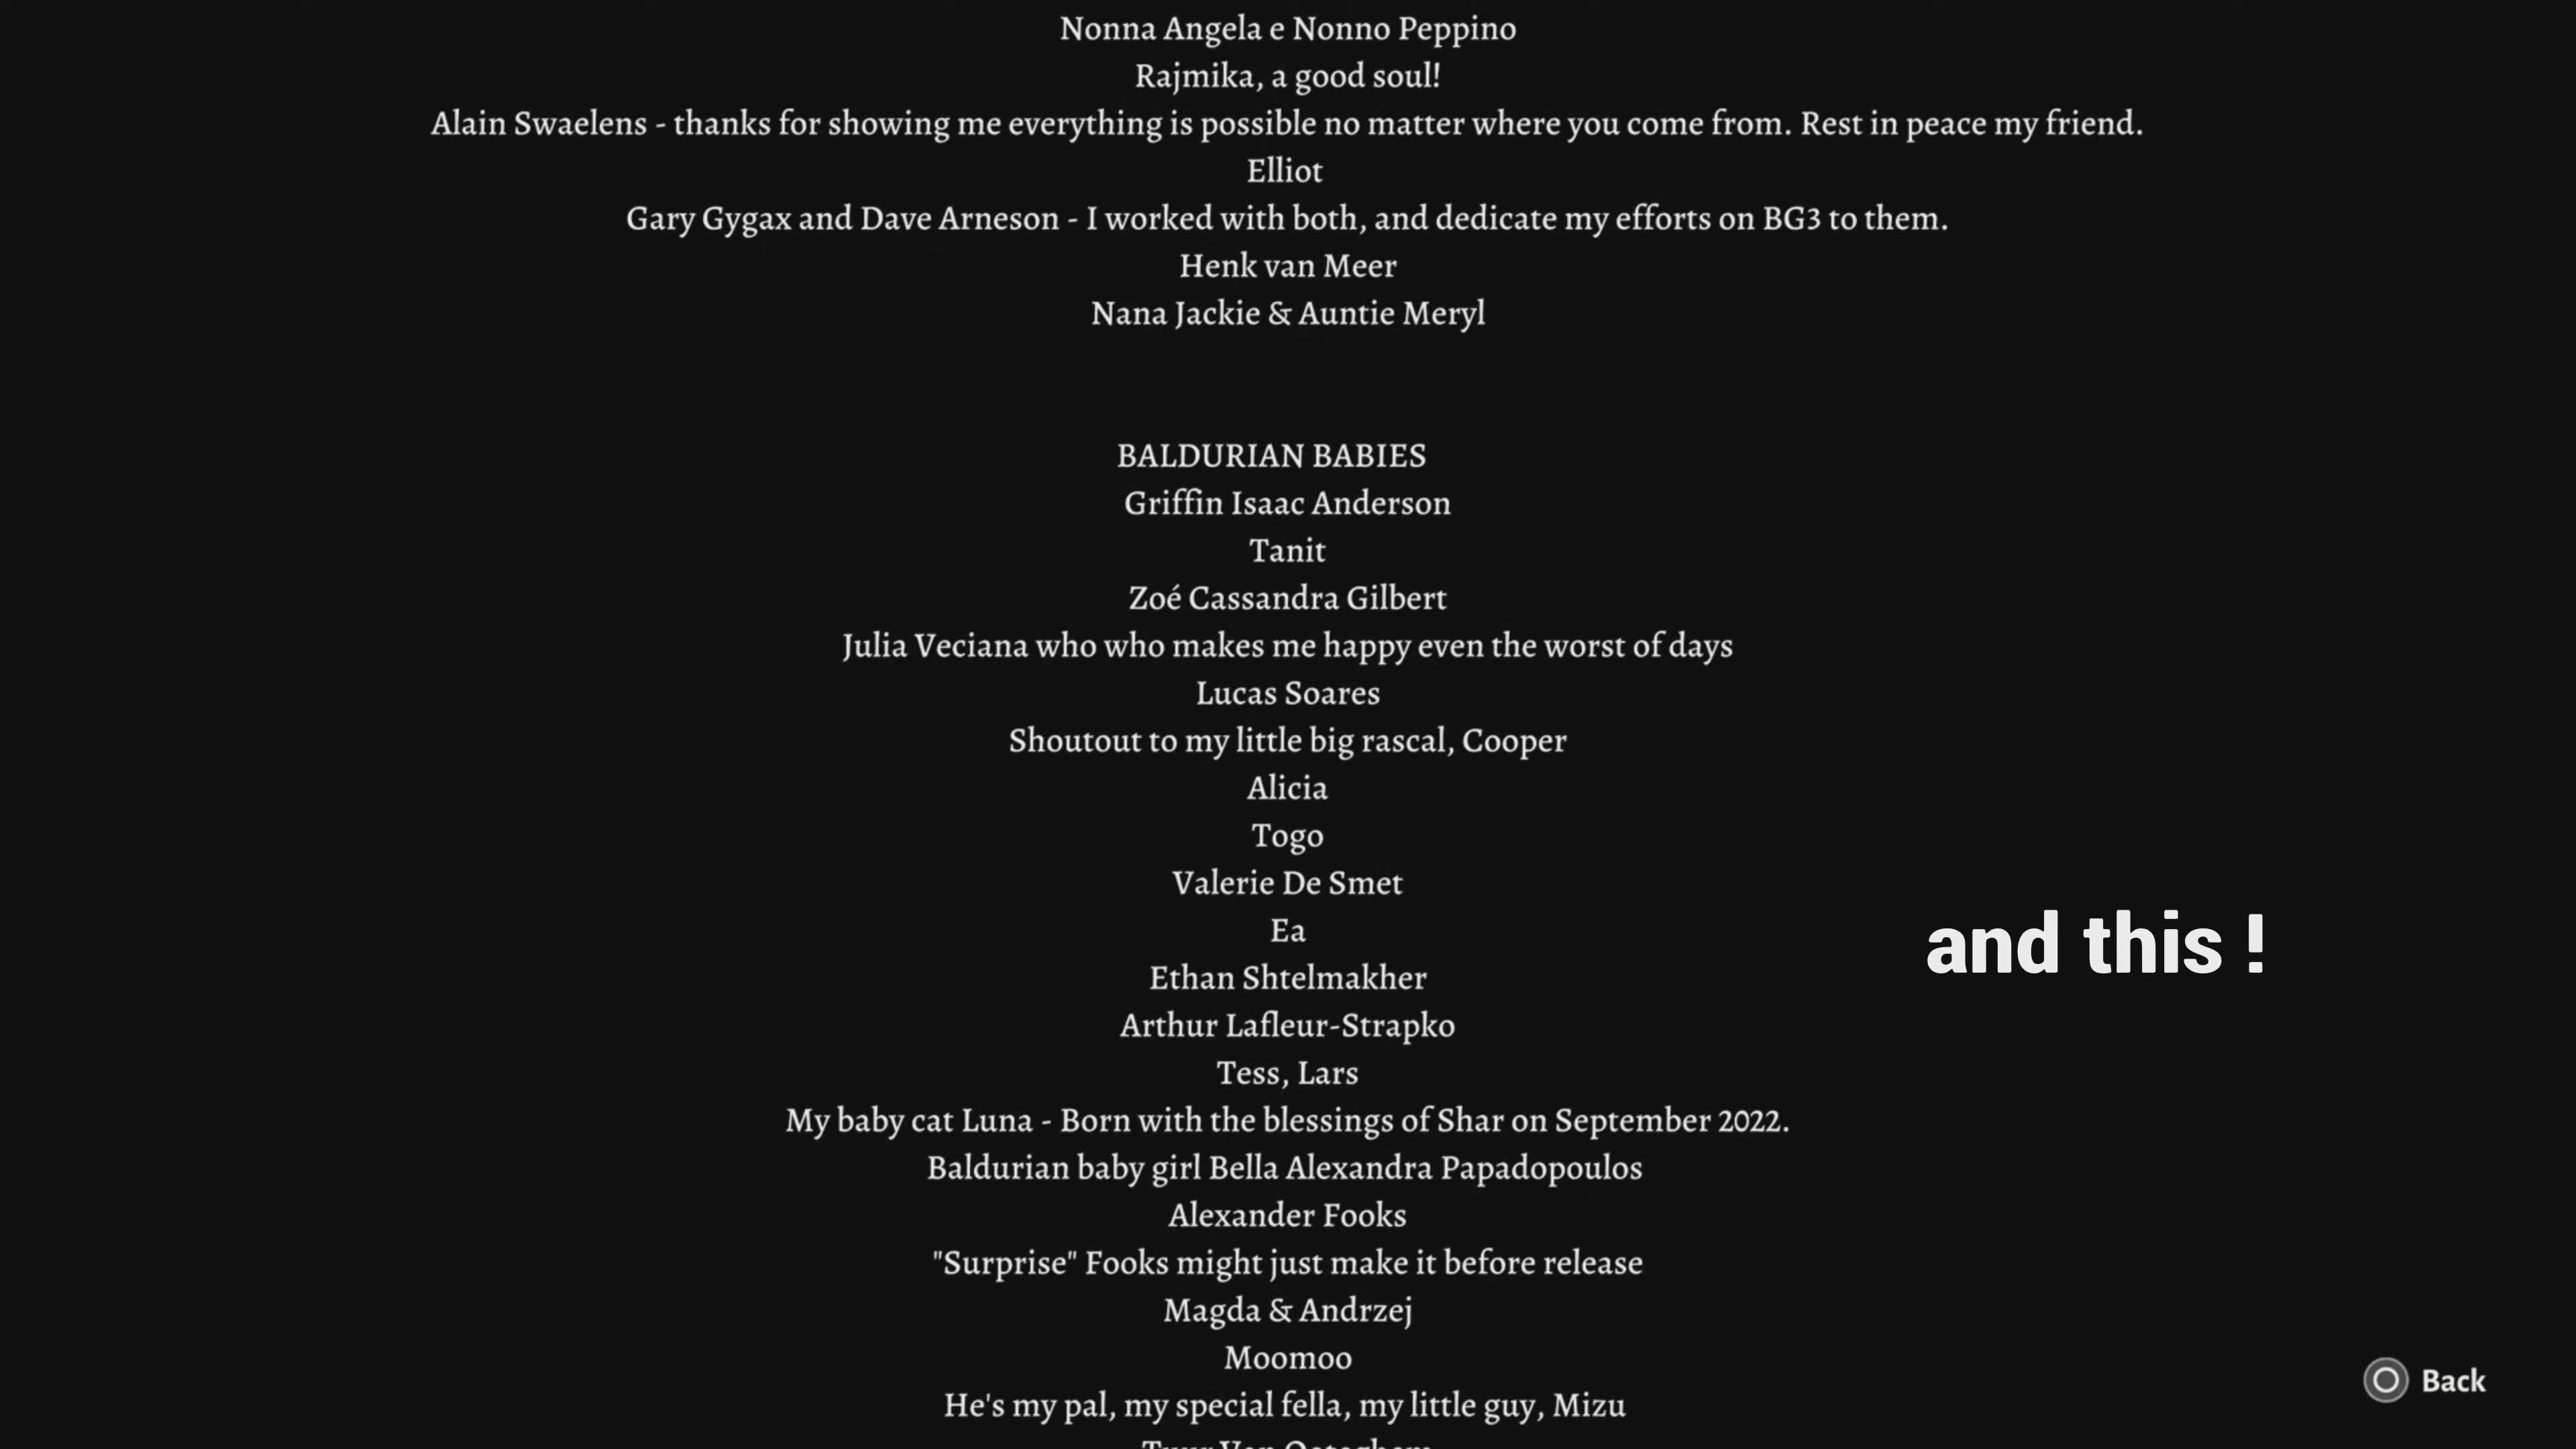 Nonna Angela e Nonno Peppino
Rajmika, a good soul!
Alain Swaelens - thanks for showing me everything is possible no matter where you come from. Rest in peace my friend.
Elliot
Gary Gygax and Dave Arneson - I worked with both, and dedicate my efforts on BG3 to them.
Henk van Meer
Nana Jackie & Auntie Meryl
BALDURIAN BABIES
Griffin Isaac Anderson
Tanit
Zoé Cassandra Gilbert
Julia Veciana who who makes me happy even the worst of days
Lucas Soares
Shoutout to my little big rascal, Cooper
Alicia
Togo
Valerie De Smet
Ea
and this !
Ethan Shtelmakher
Arthur Lafleur-Strapko
Tess, Lars
My baby cat Luna - Born with the blessings of Shar on September 2022.
Baldurian baby girl Bella Alexandra Papadopoulos
Alexander Fooks
"Surprise" Fooks might just make it before release
Magda & Andrzej
Moomoo
Back
He's my pal, my special fella, my little guy, Mizu